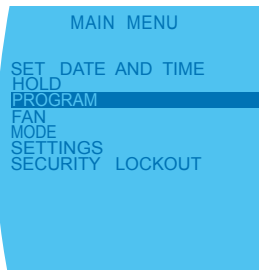 MAIN MENU
SET DATE AND TIME
HOLD
PROGRAM
FAN
MODE
SETTINGS
SECURITY LOCKOUT